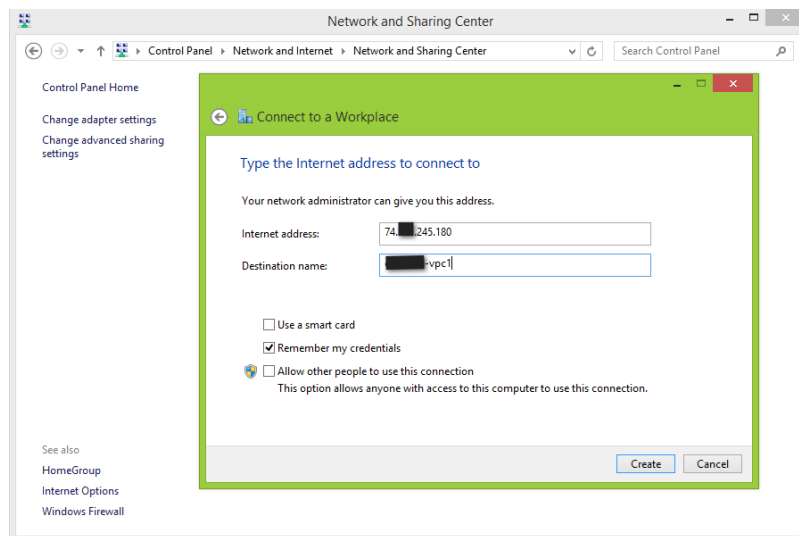 Network and Sharing Center
Control Panel Network and Internet Network and Sharing Center
Search Control Panel
Control Panel Home
Change adapter settings
Change advanced sharing
settings
Connect to a Workplace
Type the Internet address to connect to
Your network administrator can give you this address.
Internet address:
74. .245.180
Destination name:
-vpc1
Use a smart card
Remember my credentials
Allow other people to use this connection
This option allows anyone with access to this computer to use this connection.
Create Cancel
See also
HomeGroup
Internet Options
Windows Firewall